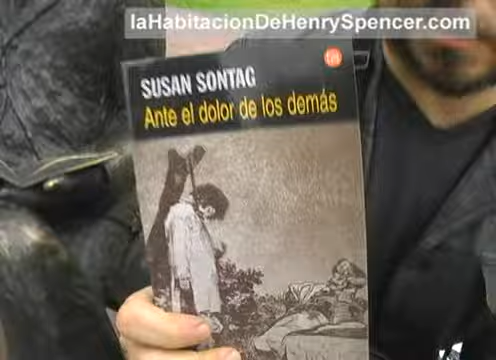 laHabitacionDeHenrySpencer.com
SUSAN SONTAG
Ante el dolor de los demás